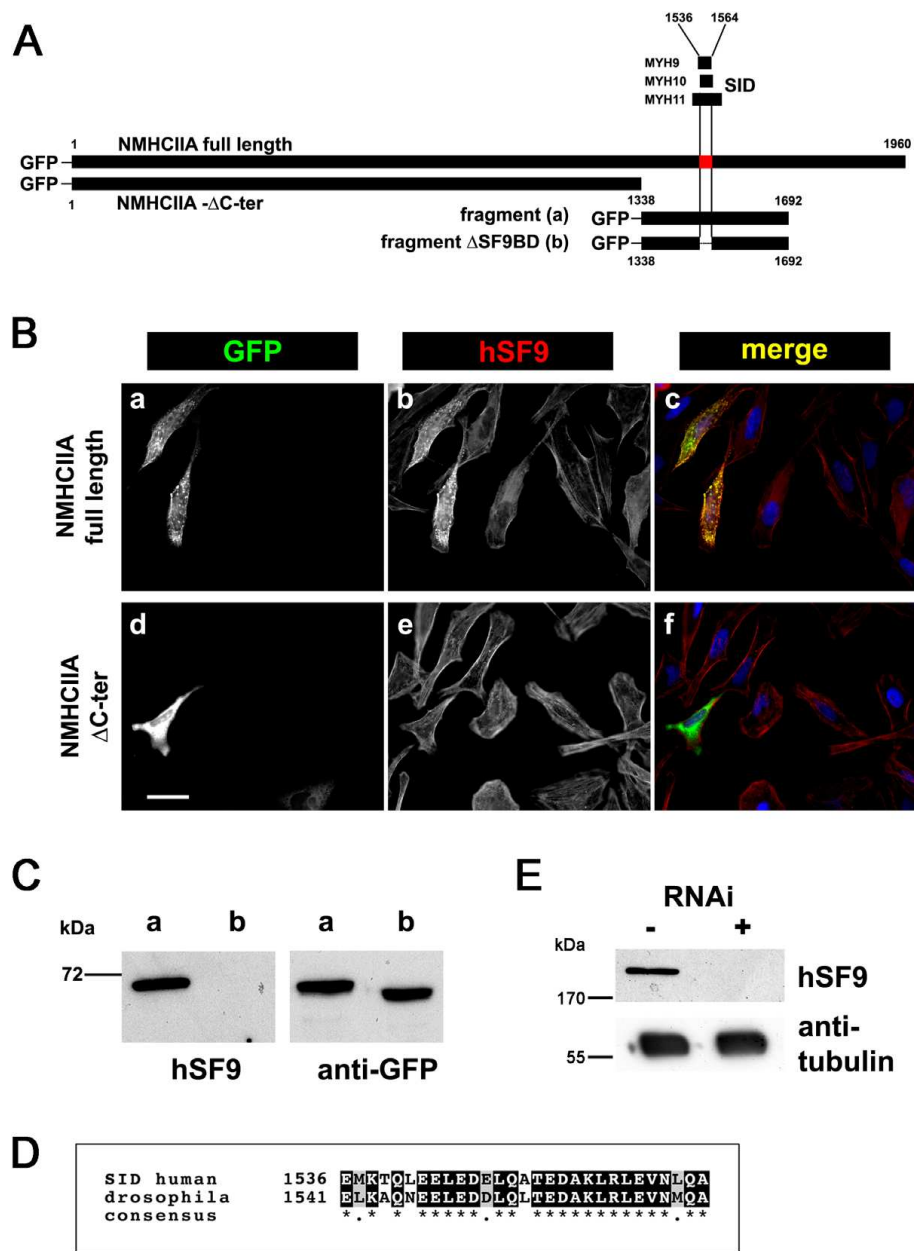 A
1536 1564
MYH9
MYH10
MYH11
SID
1 NMHCIIA full length 1960
GFP
GFP
1 NMHCIIA -ΔC-ter
1338 1692
fragment (a) GFP
fragment ΔSF9BD (b) GFP
1338 1692
B
GFP hSF9 merge
NMHCIIA
full length
a b c
NMHCIIA
ΔC-ter
d e f
C
kDa a b a b
72
hSF9 anti-GFP
E
RNAi
- +
kDa
hSF9
170
anti-
tubulin
55
D
SID human 1536 EMKTQLEELEDELQATEDAKLRLEVNLQA
drosophila 1541 ELKAQNEELEDDLQLTEDAKLRLEVNMQA
consensus *.* * *****.** ***********.**